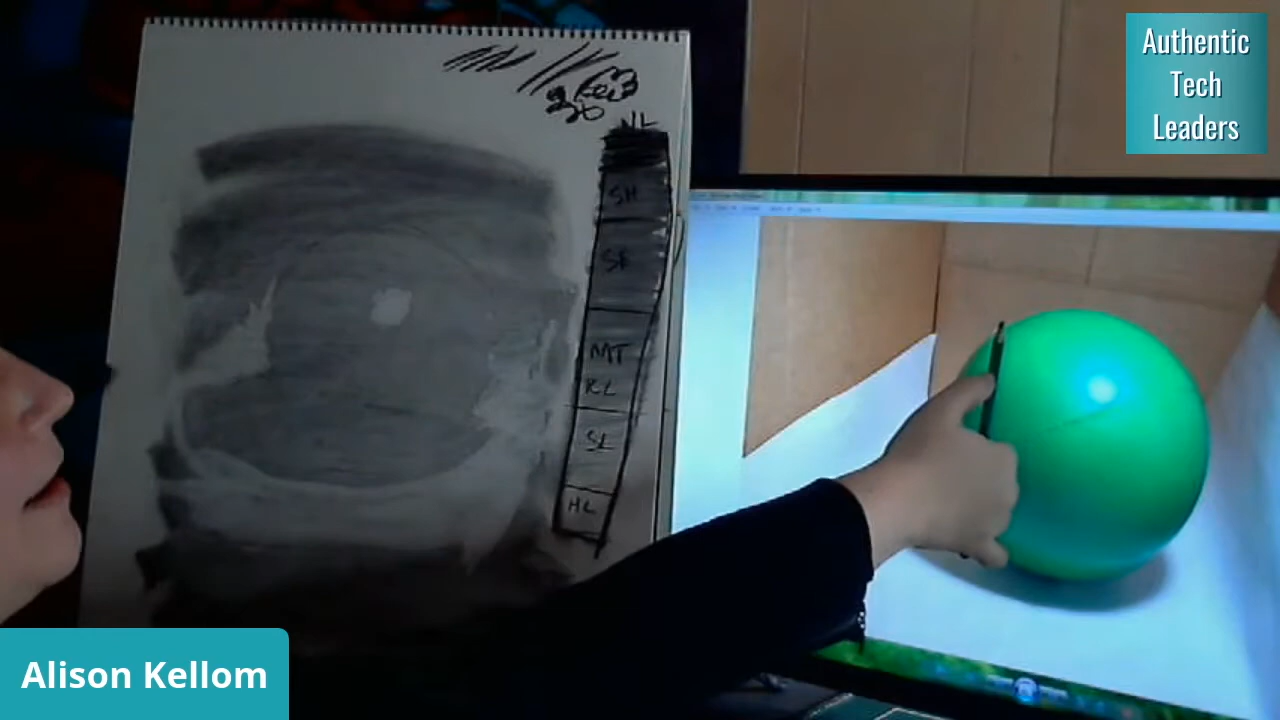 Authentic
Tech
Leaders
NL
SH
SF
MT
RL
SL
HL
Alison Kellom